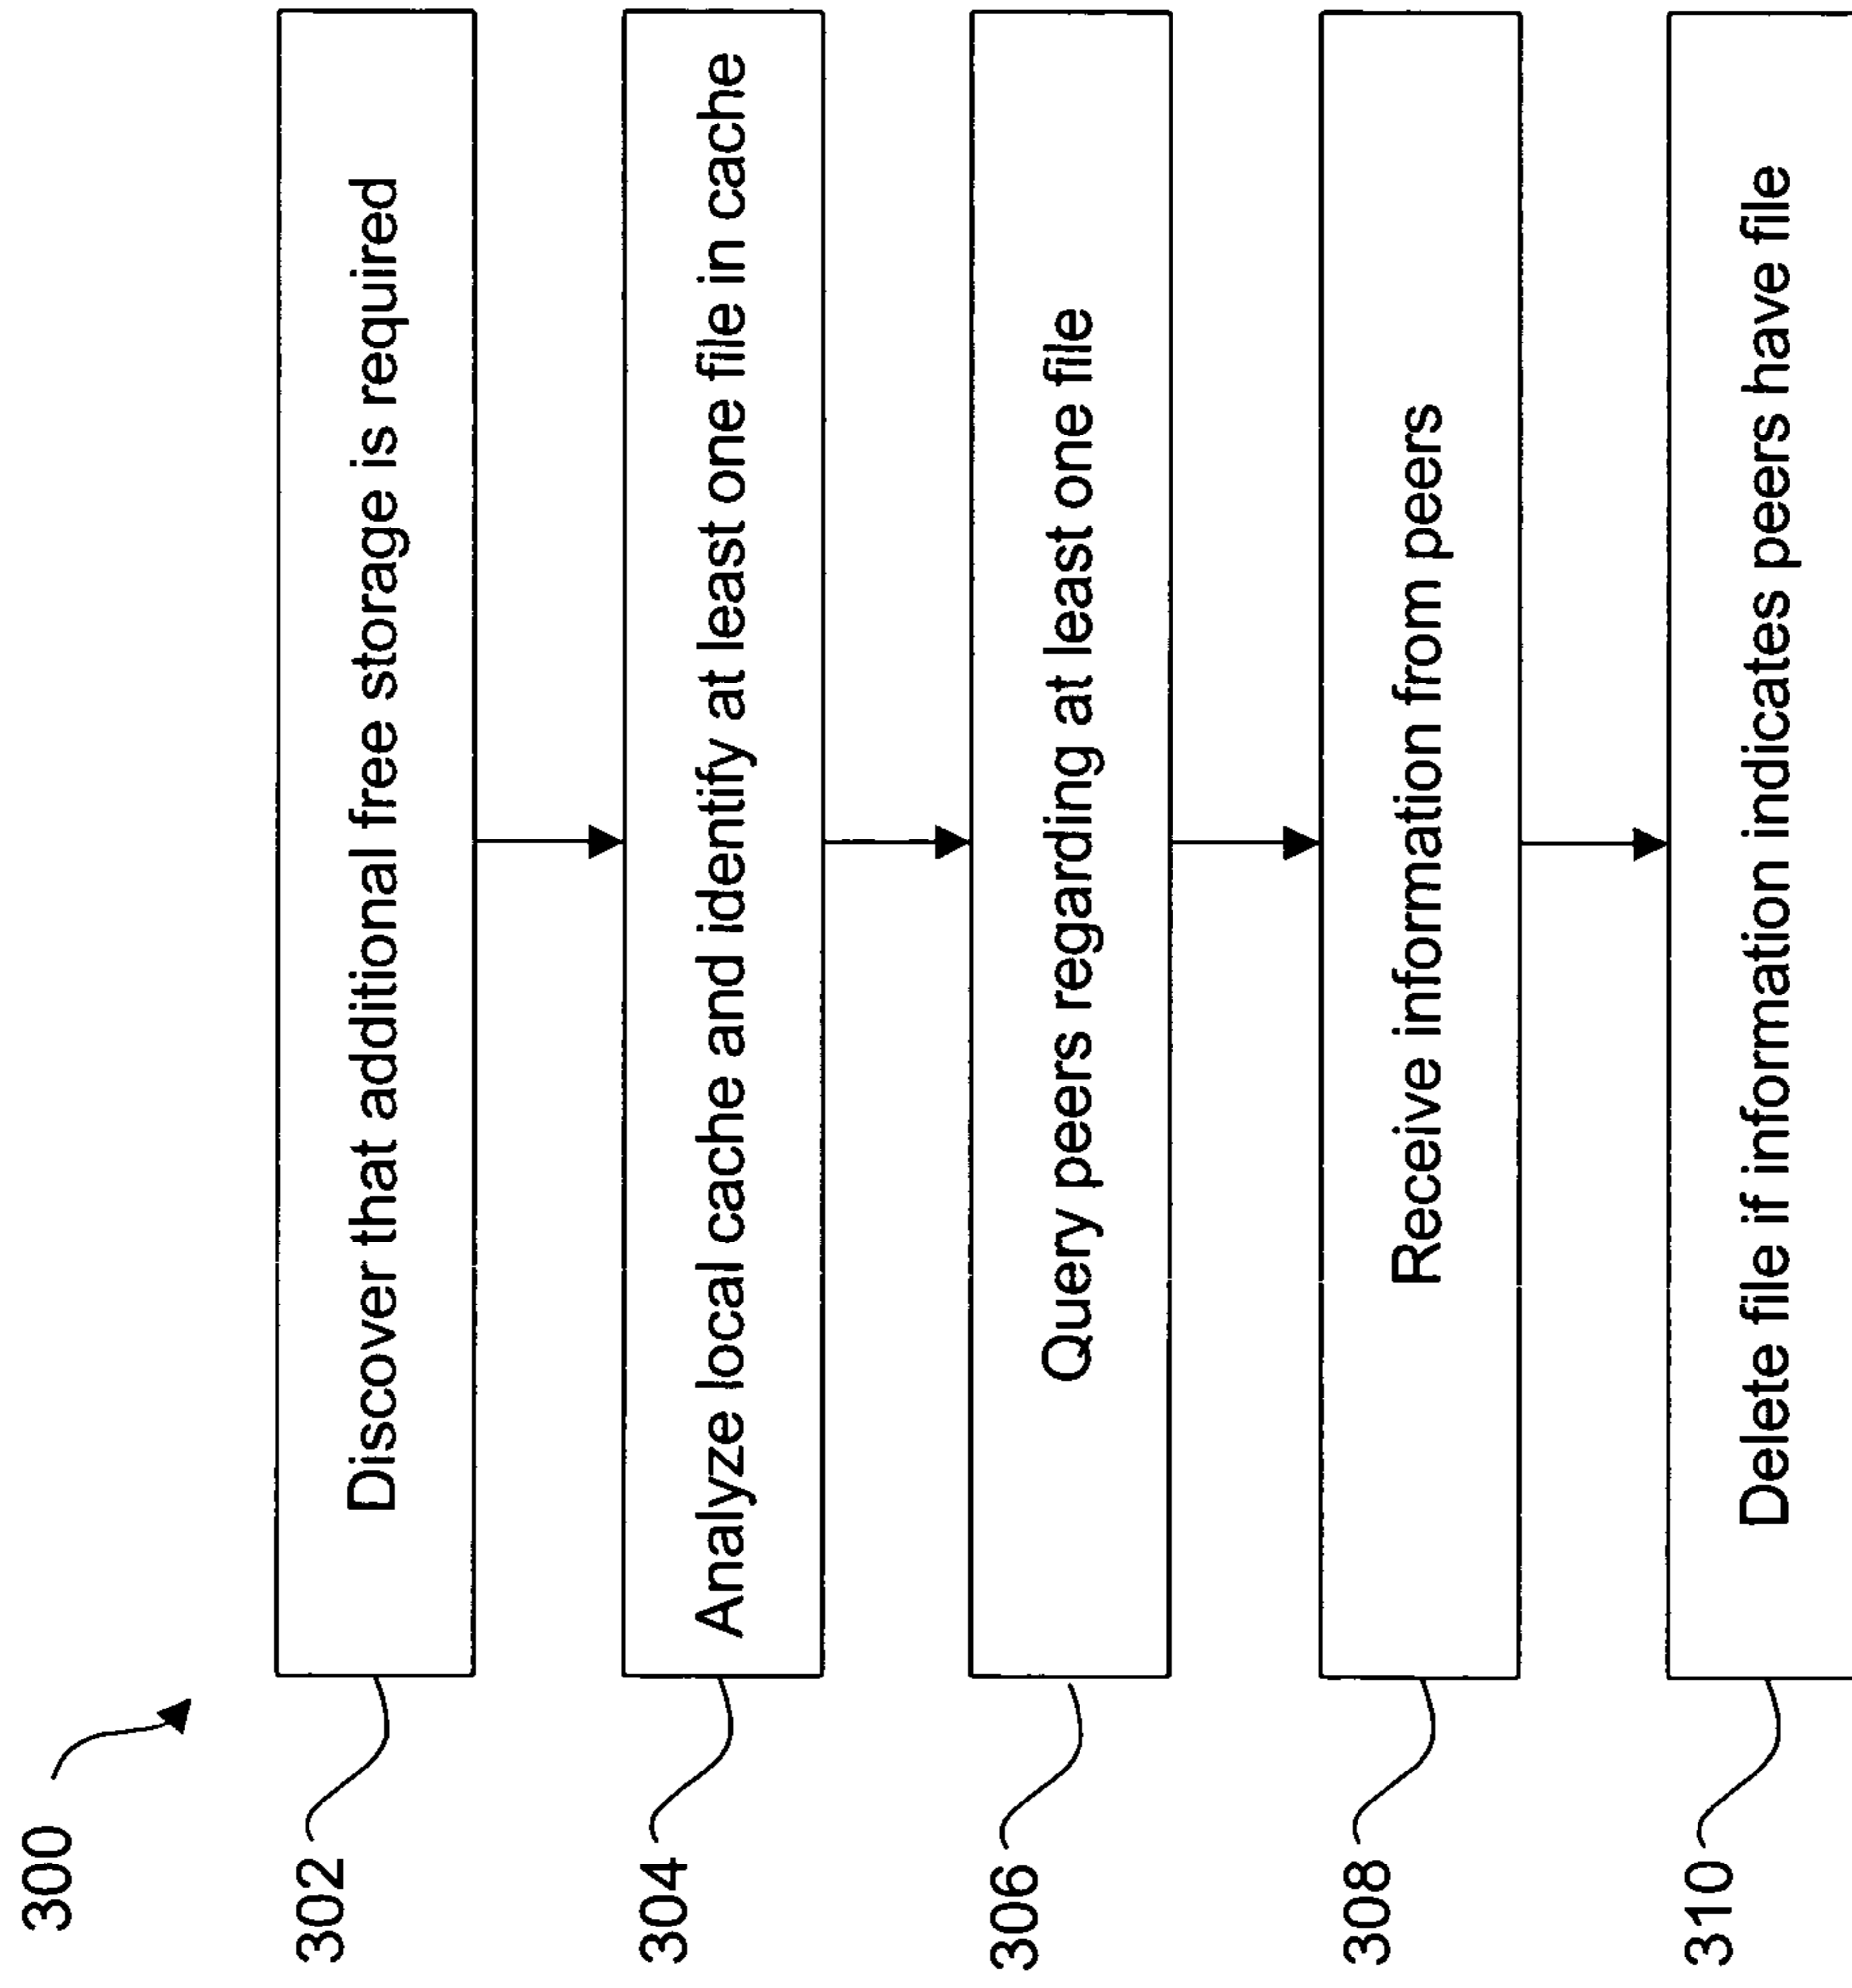 300
302
Discover that additional free storage is required
304
Analyze local cache and identify at least one file in cache
306
Query peers regarding at least one file
308
Receive information from peers
310
Delete file if information indicates peers have file